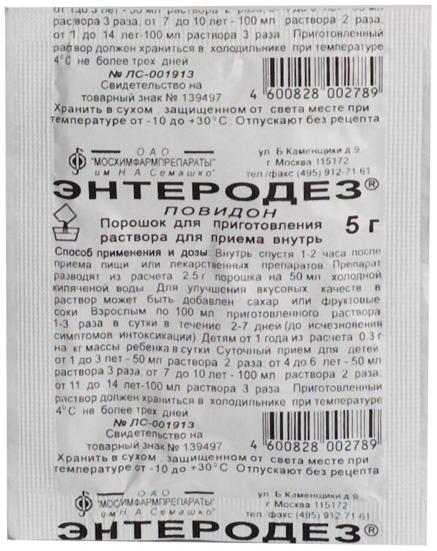 от 1 до 3 лет - 50 мл раствора 2 раза, от 4 до 6 лет - 50 мл
раствора 3 раза, от 7 до 10 лет - 100 мл раствора 2 раза,
от 1 до 14 лет-100 мл раствора 3 раза Приготовленный
раствор должен храниться в холодильнике при температуре
4°С не более трех дней
№ ЛС-001913
Свидетельство на
товарный знак № 139497
4 600828 002789
Хранить в сухом, защищенном от света месте при
температуре от -10 до +30°С Отпускают без рецепта
ОАО
"МОСХИМФАРМПРЕПАРАТЫ"
им Н А Семашко"
ул Б Каменщики д 9
г Москва 115172
тел./факс (495) 912-71-61
ЭНТЕРОДЕЗ®
ПОВИДОН
Порошок для приготовления
раствора для приема внутрь
5 г
Способ применения и дозы: Внутрь спустя 1-2 часа после
приема пищи или лекарственных препаратов Препарат
разводят из расчета 2,5 г порошка на 50 мл холодной
кипяченой воды Для улучшения вкусовых качеств в
раствор может быть добавлен сахар или фруктовые
соки Взрослым по 100 мл приготовленного раствора
1-3 раза в сутки в течение 2-7 дней (до исчезновения
симптомов интоксикации) Детям от 1 года из расчета 0,3 г
на кг массы ребенка в сутки Суточный прием для детей
от 1 до 3 лет - 50 мл раствора 2 раза, от 4 до 6 лет - 50 мл
раствора 3 раза, от 7 до 10 лет - 100 мл раствора 2 раза,
от 11 до 14 лет-100 мл раствора 3 раза Приготовленный
раствор должен храниться в холодильнике при температуре
4°С не более трех дней
№ ЛС-001913
Свидетельство на
товарный знак № 139497
4 600828 002789
Хранить в сухом, защищенном от света месте при
температуре от -10 до +30°С Отпускают без рецепта
ОАО
"МОСХИМФАРМПРЕПАРАТЫ"
им Н А Семашко"
ул Б. Каменщики д 9
г Москва 115172
тел./факс (495) 912 71-61
ЭНТЕРОДЕЗ®